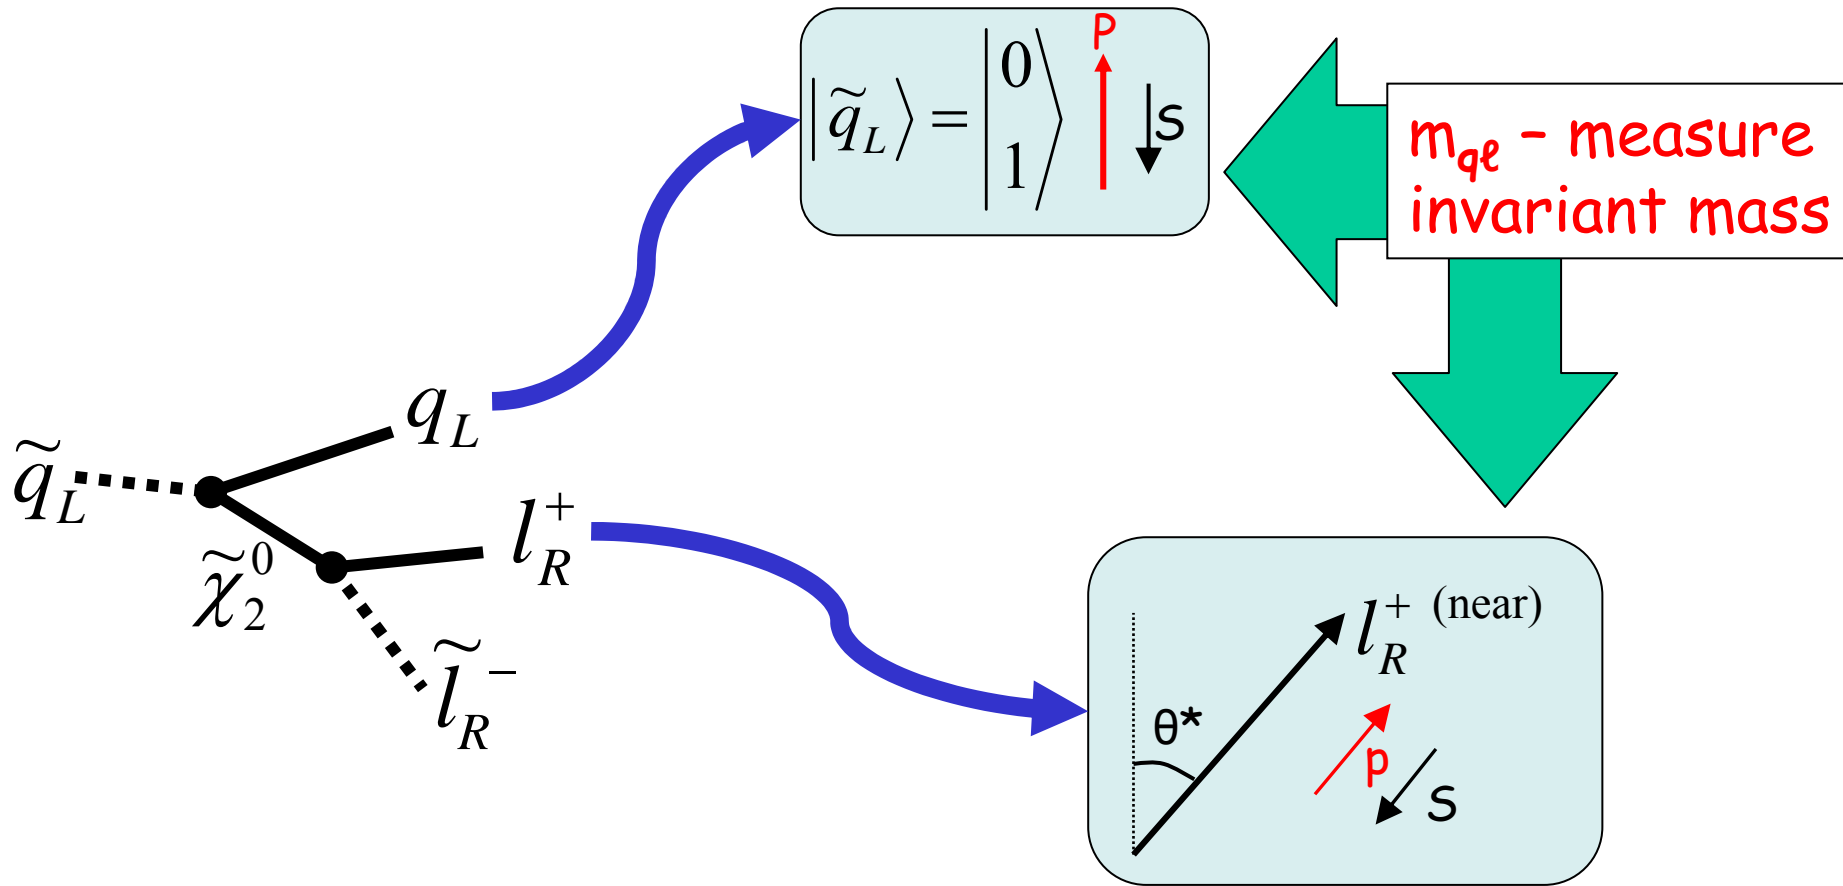 |q̃_L⟩ = |0 1⟩ P S
m_qℓ – measure
invariant mass
q_L
q̃_L
l_R^+
χ̃_2^0
l̃_R^-
l_R^+ (near)
θ*
p
S